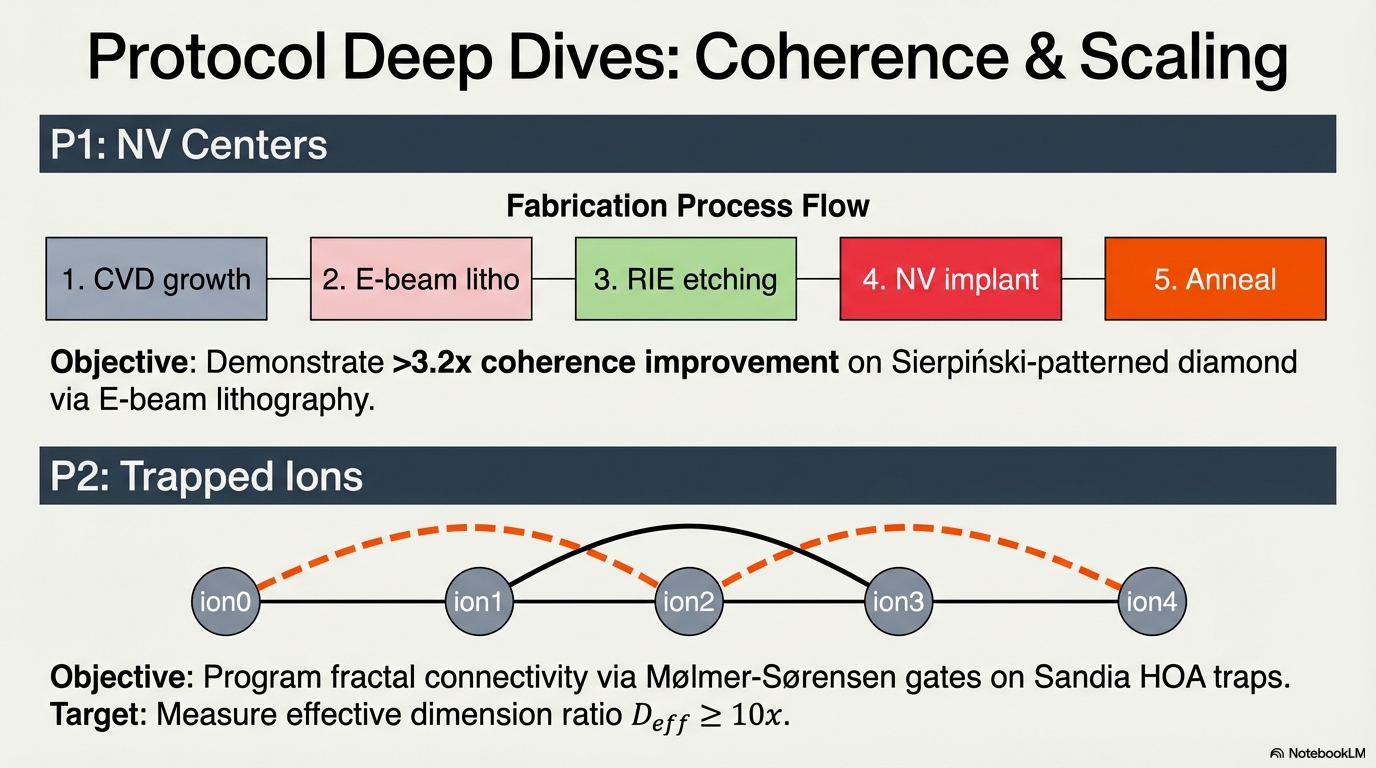 Protocol Deep Dives: Coherence & Scaling
P1: NV Centers
Fabrication Process Flow
1. CVD growth
2. E-beam litho
3. RIE etching
4. NV implant
5. Anneal
Objective: Demonstrate >3.2x coherence improvement on Sierpiński-patterned diamond
via E-beam lithography.
P2: Trapped Ions
ion0
ion1
ion2
ion3
ion4
Objective: Program fractal connectivity via Mølmer-Sørensen gates on Sandia HOA traps.
Target: Measure effective dimension ratio D_eff ≥ 10x.
NotebookLM